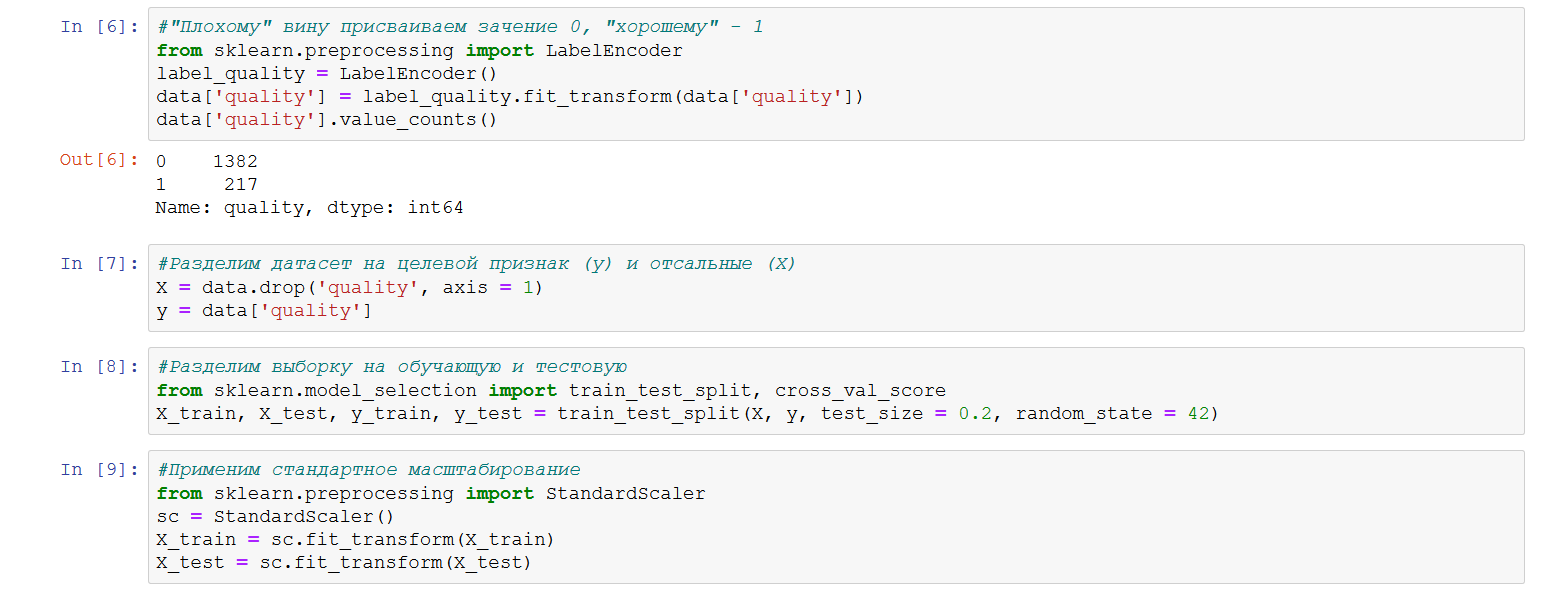 In [6]: #"Плохому" вину присваиваем зачение 0, "хорошему" - 1
from sklearn.preprocessing import LabelEncoder
label_quality = LabelEncoder()
data['quality'] = label_quality.fit_transform(data['quality'])
data['quality'].value_counts()
Out[6]: 0    1382
1     217
Name: quality, dtype: int64
In [7]: #Разделим датасет на целевой признак (y) и отсальные (X)
X = data.drop('quality', axis = 1)
y = data['quality']
In [8]: #Разделим выборку на обучающую и тестовую
from sklearn.model_selection import train_test_split, cross_val_score
X_train, X_test, y_train, y_test = train_test_split(X, y, test_size = 0.2, random_state = 42)
In [9]: #Применим стандартное масштабирование
from sklearn.preprocessing import StandardScaler
sc = StandardScaler()
X_train = sc.fit_transform(X_train)
X_test = sc.fit_transform(X_test)